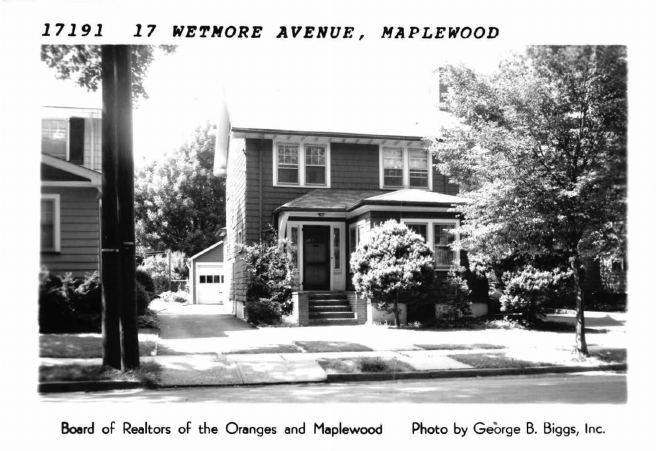 17191 17 WETMORE AVENUE, MAPLEWOOD
Board of Realtors of the Oranges and Maplewood Photo by George B. Biggs, Inc.